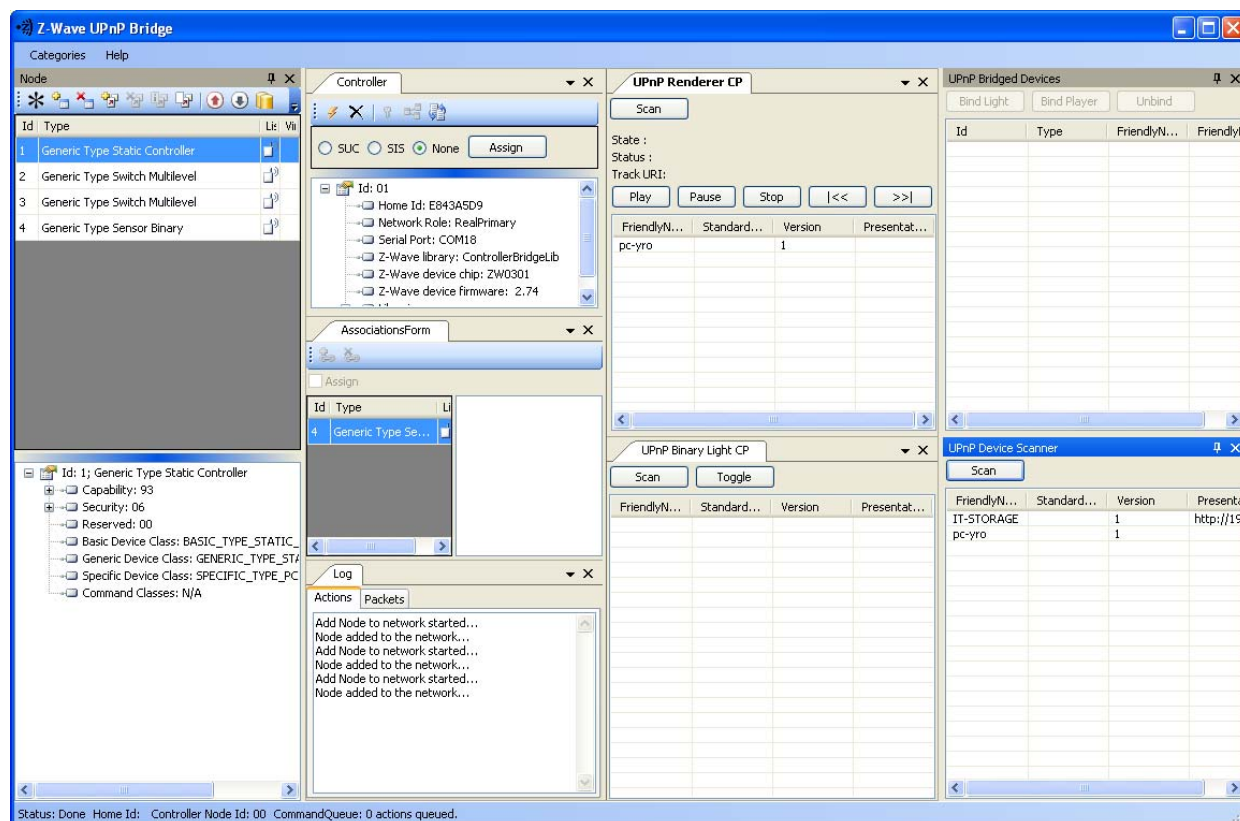 Z-Wave UPnP Bridge
Categories Help
Node
Id Type Li: Vi
1 Generic Type Static Controller
2 Generic Type Switch Multilevel
3 Generic Type Switch Multilevel
4 Generic Type Sensor Binary
Id: 1; Generic Type Static Controller
Capability: 93
Security: 06
Reserved: 00
Basic Device Class: BASIC_TYPE_STATIC_
Generic Device Class: GENERIC_TYPE_STA
Specific Device Class: SPECIFIC_TYPE_PC
Command Classes: N/A
Controller
SUC SIS None Assign
Id: 01
Home Id: E843A5D9
Network Role: RealPrimary
Serial Port: COM18
Z-Wave library: ControllerBridgeLib
Z-Wave device chip: ZW0301
Z-Wave device firmware: 2.74
AssociationsForm
Assign
Id Type Li
4 Generic Type Se...
Log
Actions Packets
Add Node to network started...
Node added to the network...
Add Node to network started...
Node added to the network...
Add Node to network started...
Node added to the network...
UPnP Renderer CP
Scan
State :
Status :
Track URI:
Play Pause Stop |<< >>|
FriendlyN... Standard... Version Presentat...
pc-yro 1
UPnP Binary Light CP
Scan Toggle
FriendlyN... Standard... Version Presentat...
UPnP Bridged Devices
Bind Light Bind Player Unbind
Id Type FriendlyN... Friendly
UPnP Device Scanner
Scan
FriendlyN... Standard... Version Presenta
IT-STORAGE 1 http://19
pc-yro 1
Status: Done Home Id: Controller Node Id: 00 CommandQueue: 0 actions queued.